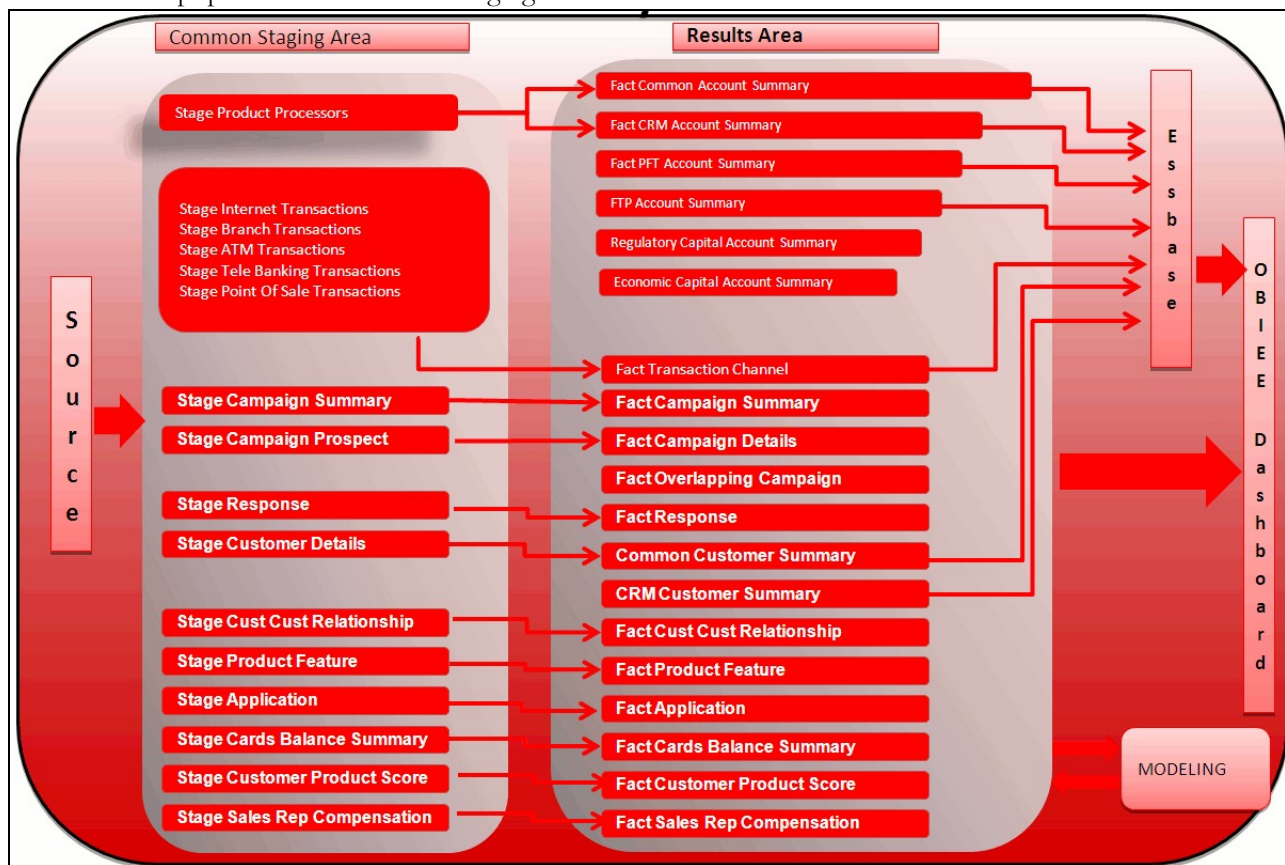 Common Staging Area
Results Area
Source
Stage Product Processors
Stage Internet Transactions
Stage Branch Transactions
Stage ATM Transactions
Stage Tele Banking Transactions
Stage Point Of Sale Transactions
Stage Campaign Summary
Stage Campaign Prospect
Stage Response
Stage Customer Details
Stage Cust Cust Relationship
Stage Product Feature
Stage Application
Stage Cards Balance Summary
Stage Customer Product Score
Stage Sales Rep Compensation
Fact Common Account Summary
Fact CRM Account Summary
Fact PFT Account Summary
FTP Account Summary
Regulatory Capital Account Summary
Economic Capital Account Summary
Fact Transaction Channel
Fact Campaign Summary
Fact Campaign Details
Fact Overlapping Campaign
Fact Response
Common Customer Summary
CRM Customer Summary
Fact Cust Cust Relationship
Fact Product Feature
Fact Application
Fact Cards Balance Summary
Fact Customer Product Score
Fact Sales Rep Compensation
Essbase
OBIEE Dashboard
MODELING